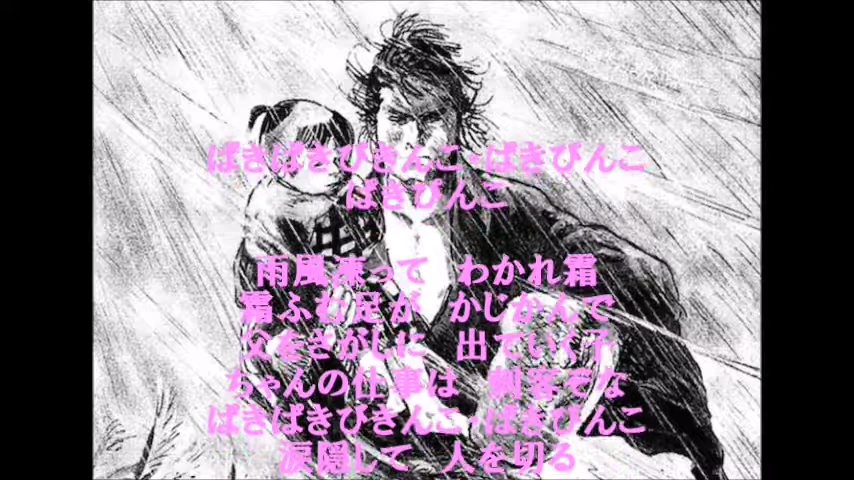 ぱきぱきぴきんこ・ぱきぴんこ
ぱきぴんこ
雨風凍って　わかれ霜
霜ふむ足が　かじかんで
父をさがしに　出ていく子
ちゃんの仕事は　刺客ぞな
ぱきぱきぴきんこ・ぱきぴんこ
涙隠して　人を切る